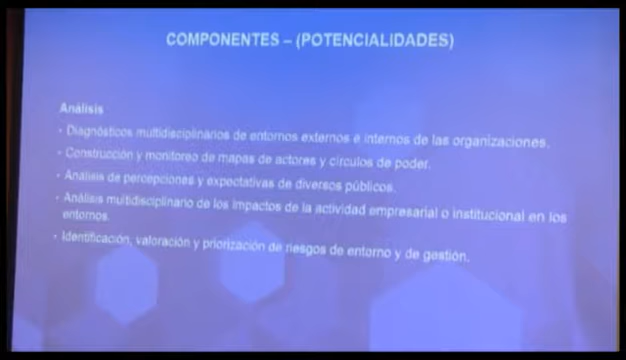 COMPONENTES – (POTENCIALIDADES)
Análisis
- Diagnósticos multidisciplinarios de entornos externos e internos de las organizaciones.
- Construcción y monitoreo de mapas de actores y círculos de poder.
- Análisis de percepciones y expectativas de diversos públicos.
- Análisis multidisciplinario de los impactos de la actividad empresarial o institucional en los
entornos.
- Identificación, valoración y priorización de riesgos de entorno y de gestión.